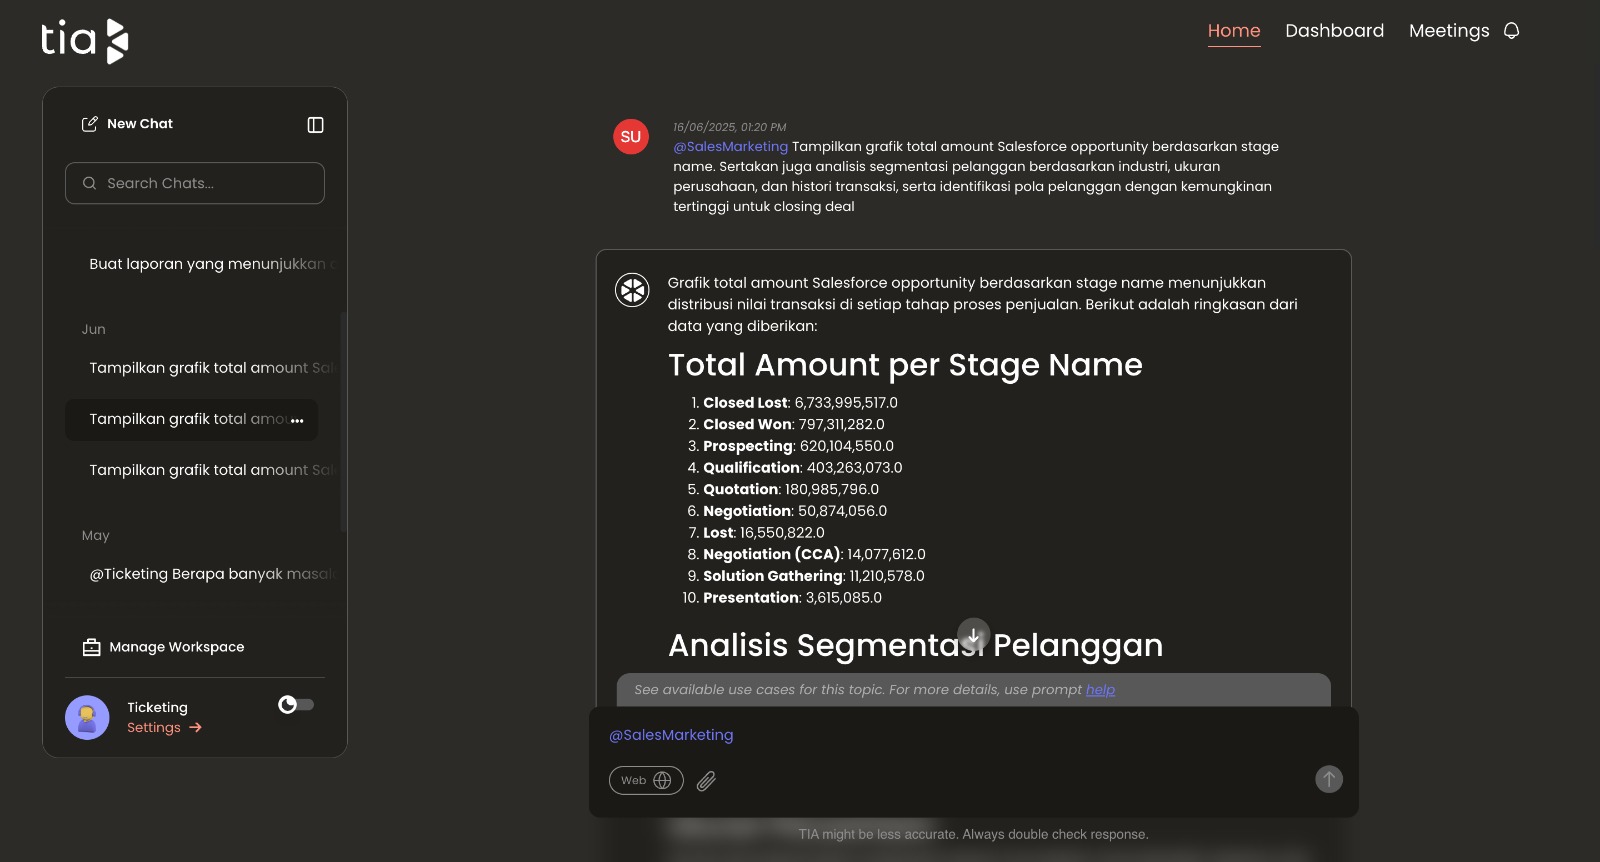 tia
Home Dashboard Meetings
New Chat
Search Chats...
Buat laporan yang menunjukkan
Jun
Tampilkan grafik total amount Sal
Tampilkan grafik total amou...
Tampilkan grafik total amount Sal
May
@Ticketing Berapa banyak masal
Manage Workspace
Ticketing
Settings →
SU
16/06/2025, 01:20 PM
@SalesMarketing Tampilkan grafik total amount Salesforce opportunity berdasarkan stage
name. Sertakan juga analisis segmentasi pelanggan berdasarkan industri, ukuran
perusahaan, dan histori transaksi, serta identifikasi pola pelanggan dengan kemungkinan
tertinggi untuk closing deal
Grafik total amount Salesforce opportunity berdasarkan stage name menunjukkan
distribusi nilai transaksi di setiap tahap proses penjualan. Berikut adalah ringkasan dari
data yang diberikan:
Total Amount per Stage Name
1. Closed Lost: 6,733,995,517.0
2. Closed Won: 797,311,282.0
3. Prospecting: 620,104,550.0
4. Qualification: 403,263,073.0
5. Quotation: 180,985,796.0
6. Negotiation: 50,874,056.0
7. Lost: 16,550,822.0
8. Negotiation (CCA): 14,077,612.0
9. Solution Gathering: 11,210,578.0
10. Presentation: 3,615,085.0
Analisis Segmentasi Pelanggan
See available use cases for this topic. For more details, use prompt help
@SalesMarketing
Web
TIA might be less accurate. Always double check response.